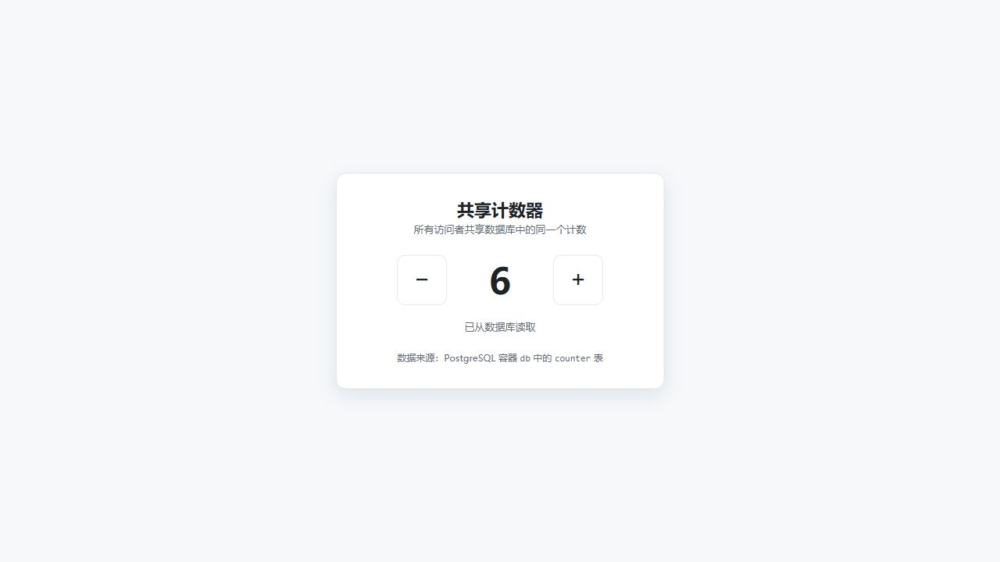 共享计数器
所有访问者共享数据库中的同一个计数
− 6 +
已从数据库读取
数据来源：PostgreSQL 容器 db 中的 counter 表